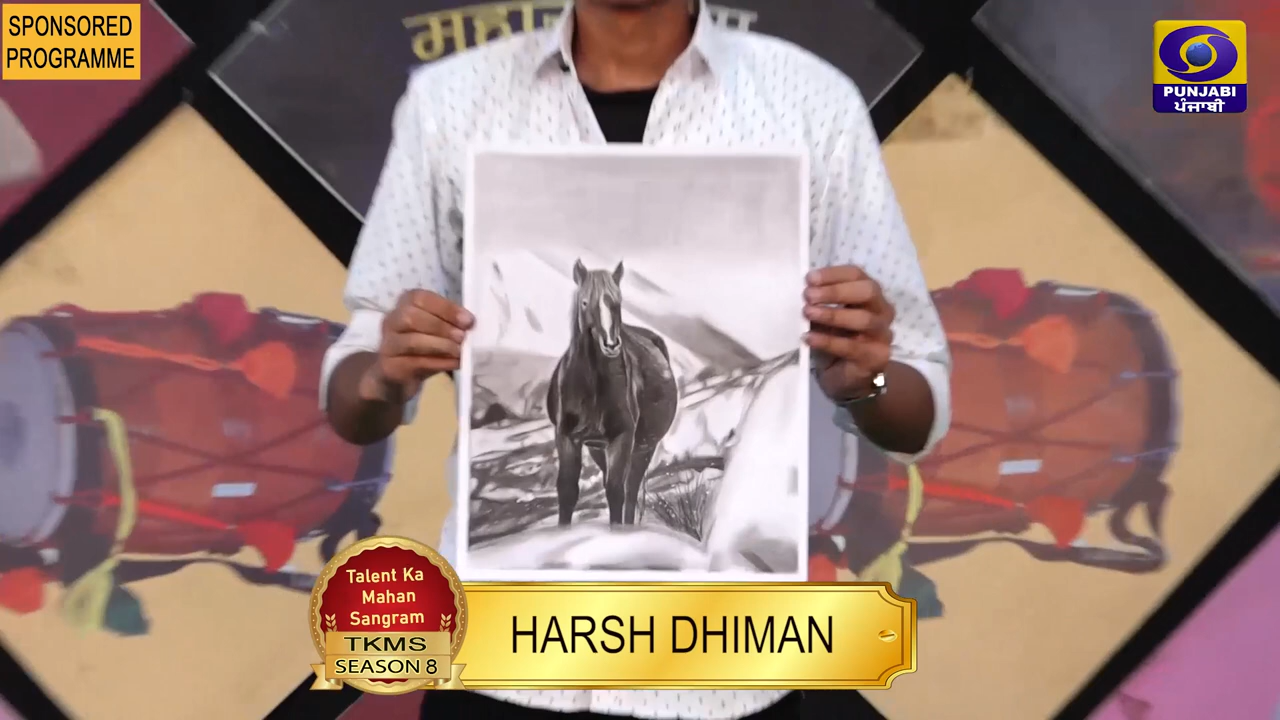 SPONSORED
PROGRAMME
PUNJABI
ਪੰਜਾਬੀ
Talent Ka
Mahan
Sangram
TKMS
SEASON 8
HARSH DHIMAN